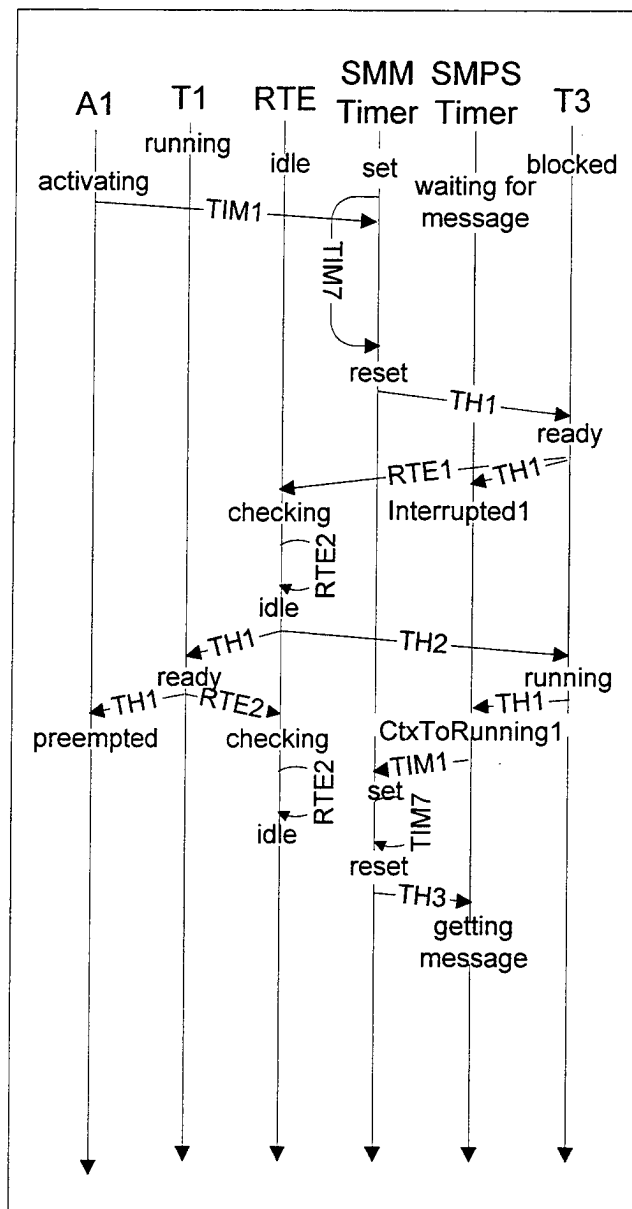 A1
T1
RTE
SMM
Timer
SMPS
Timer
T3
running
idle
set
blocked
activating
waiting for
message
TIM1
TIM7
reset
TH1
ready
RTE1
TH1
checking
Interrupted1
RTE2
idle
TH1
TH2
ready
running
TH1
RTE2
TH1
preempted
checking
CtxToRunning1
TIM1
RTE2
set
TIM7
idle
reset
TH3
getting
message